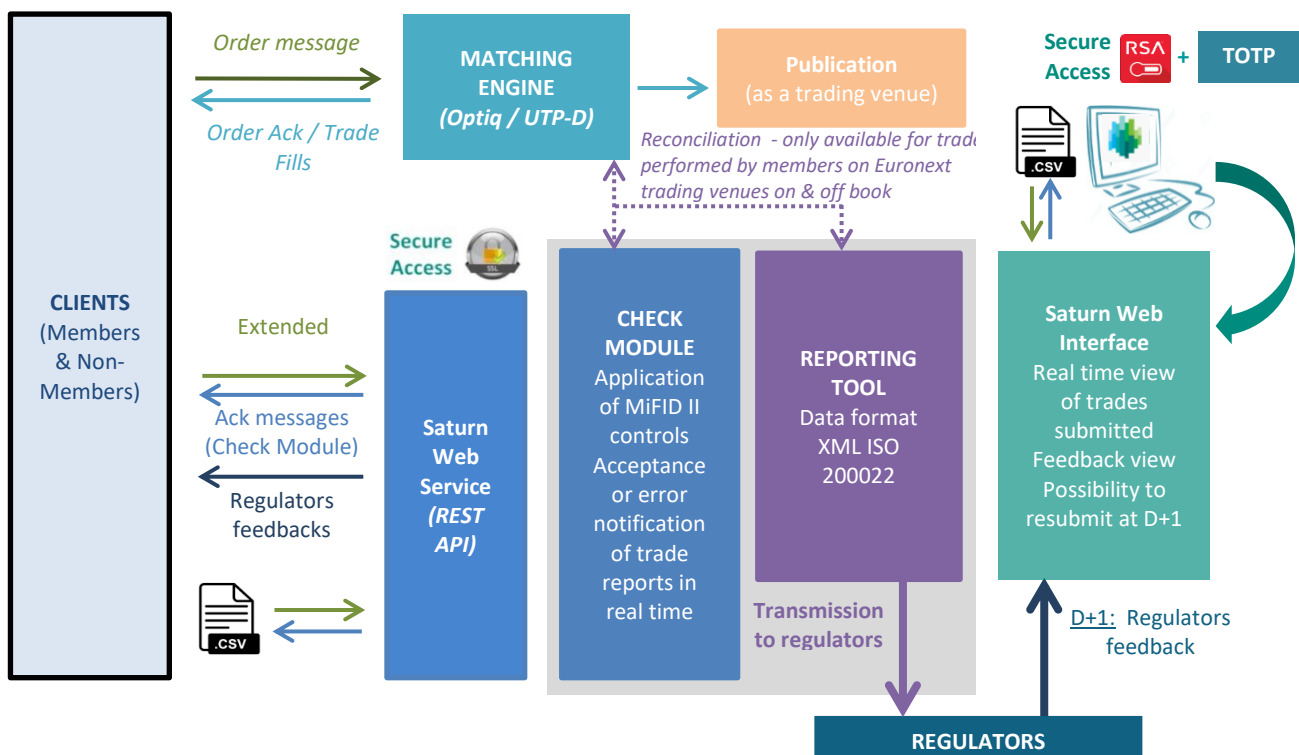 Order message
Order Ack / Trade
Fills
MATCHING
ENGINE
(Optiq / UTP-D)
Publication
(as a trading venue)
Secure
Access
RSA
+
TOTP
.CSV
Reconciliation - only available for trade
performed by members on Euronext
trading venues on & off book
CLIENTS
(Members
& Non-
Members)
Secure
Access
SSL
Extended
Ack messages
(Check Module)
Regulators
feedbacks
.CSV
Saturn
Web
Service
(REST
API)
CHECK
MODULE
Application
of MiFID II
controls
Acceptance
or error
notification
of trade
reports in
real time
REPORTING
TOOL
Data format
XML ISO
200022
Transmission
to regulators
Saturn Web
Interface
Real time view
of trades
submitted
Feedback view
Possibility to
resubmit at D+1
D+1: Regulators
feedback
REGULATORS